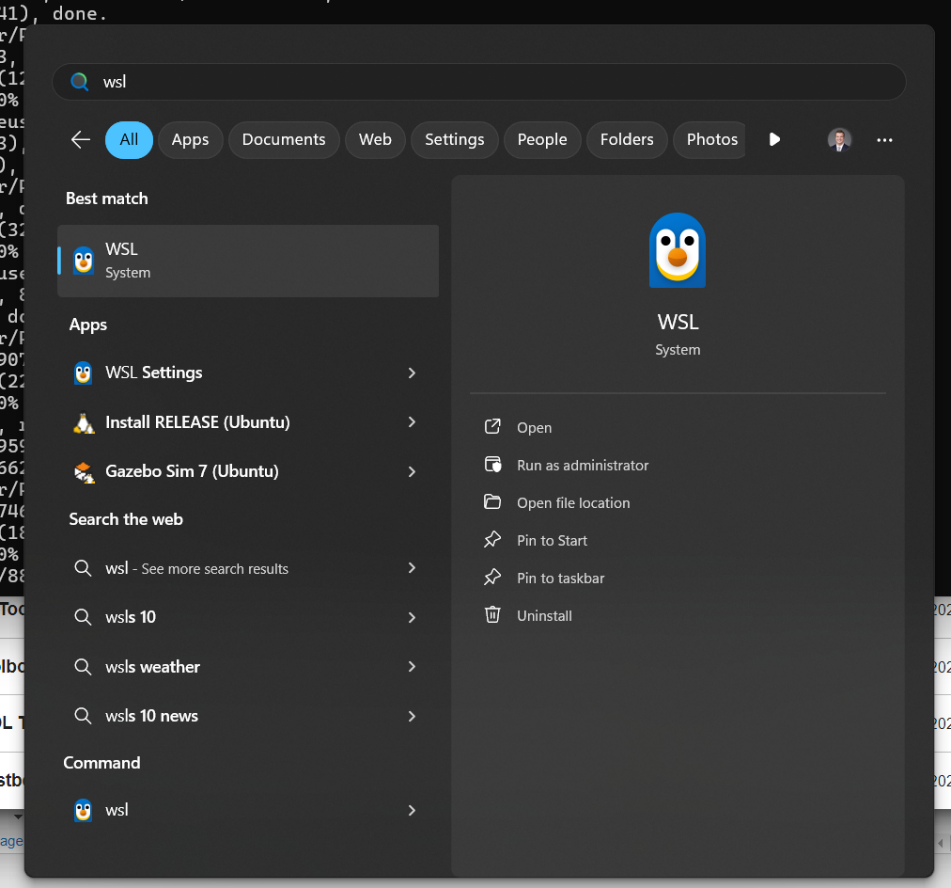 41), done.
wsl
All Apps Documents Web Settings People Folders Photos
Best match
WSL
System
Apps
WSL Settings
Install RELEASE (Ubuntu)
Gazebo Sim 7 (Ubuntu)
Search the web
wsl - See more search results
wsls 10
wsls weather
wsls 10 news
Command
wsl
WSL
System
Open
Run as administrator
Open file location
Pin to Start
Pin to taskbar
Uninstall